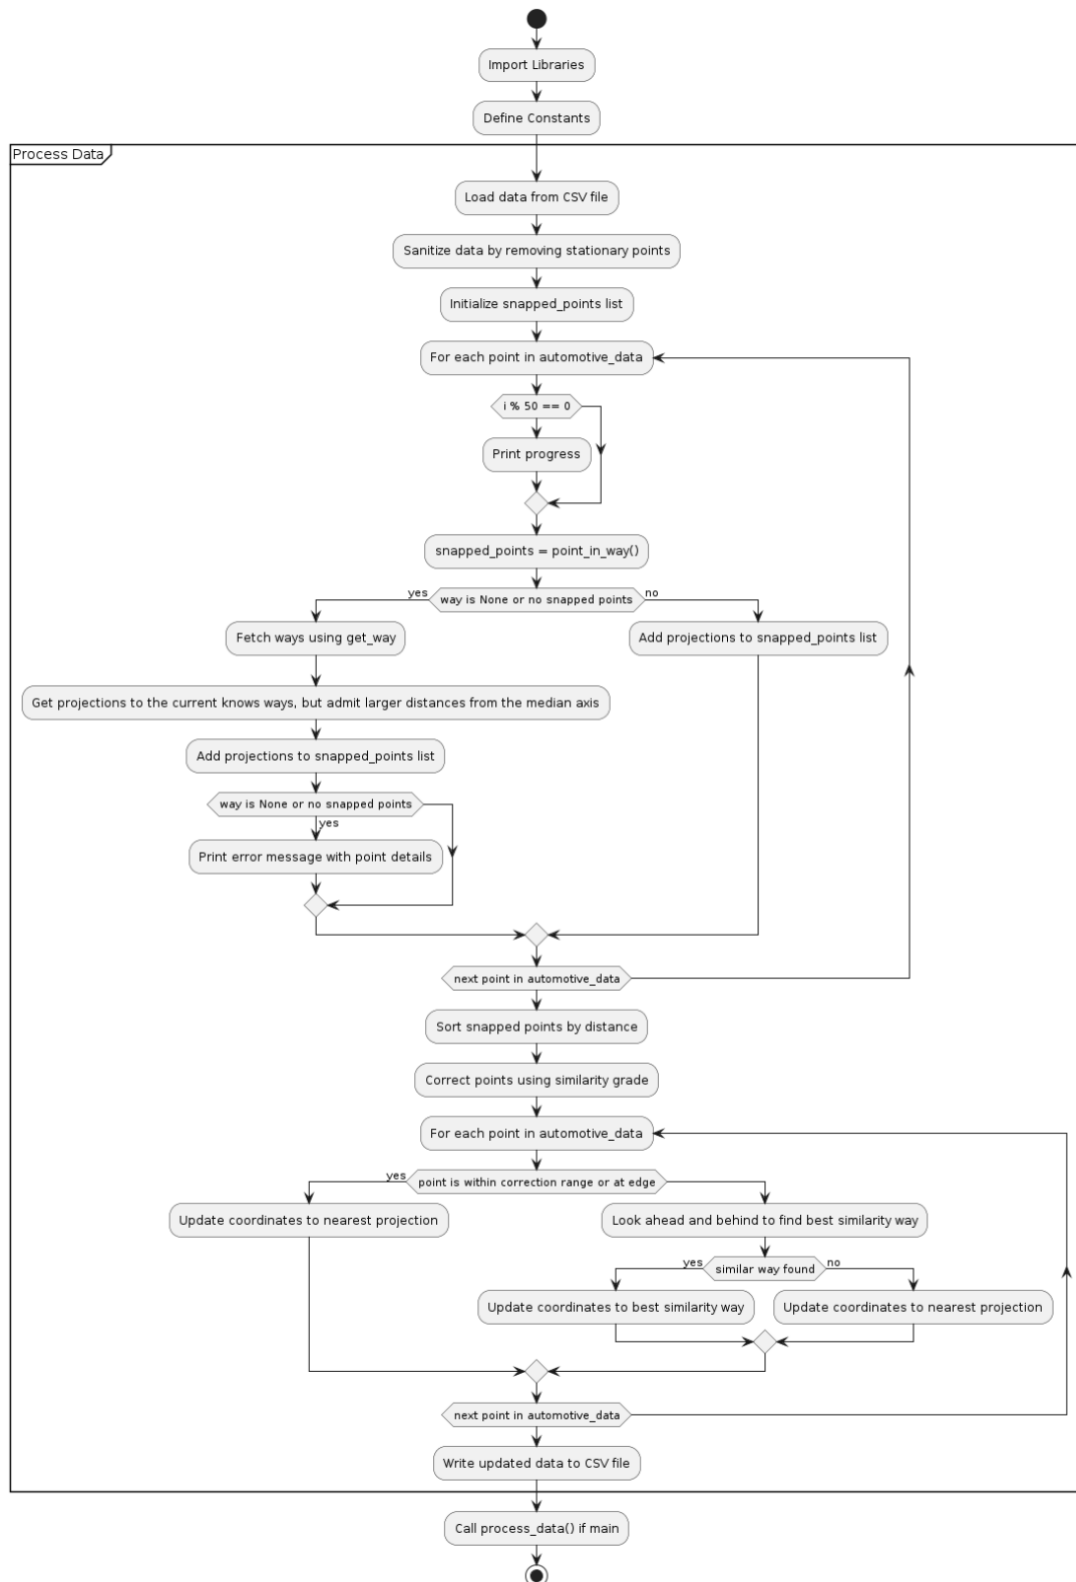 Import Libraries
Define Constants
Process Data
Load data from CSV file
Sanitize data by removing stationary points
Initialize snapped_points list
For each point in automotive_data
i % 50 == 0
Print progress
snapped_points = point_in_way()
yes
way is None or no snapped points
no
Fetch ways using get_way
Add projections to snapped_points list
Get projections to the current knows ways, but admit larger distances from the median axis
Add projections to snapped_points list
way is None or no snapped points
yes
Print error message with point details
next point in automotive_data
Sort snapped points by distance
Correct points using similarity grade
For each point in automotive_data
yes
point is within correction range or at edge
Update coordinates to nearest projection
Look ahead and behind to find best similarity way
yes
similar way found
no
Update coordinates to best similarity way
Update coordinates to nearest projection
next point in automotive_data
Write updated data to CSV file
Call process_data() if main